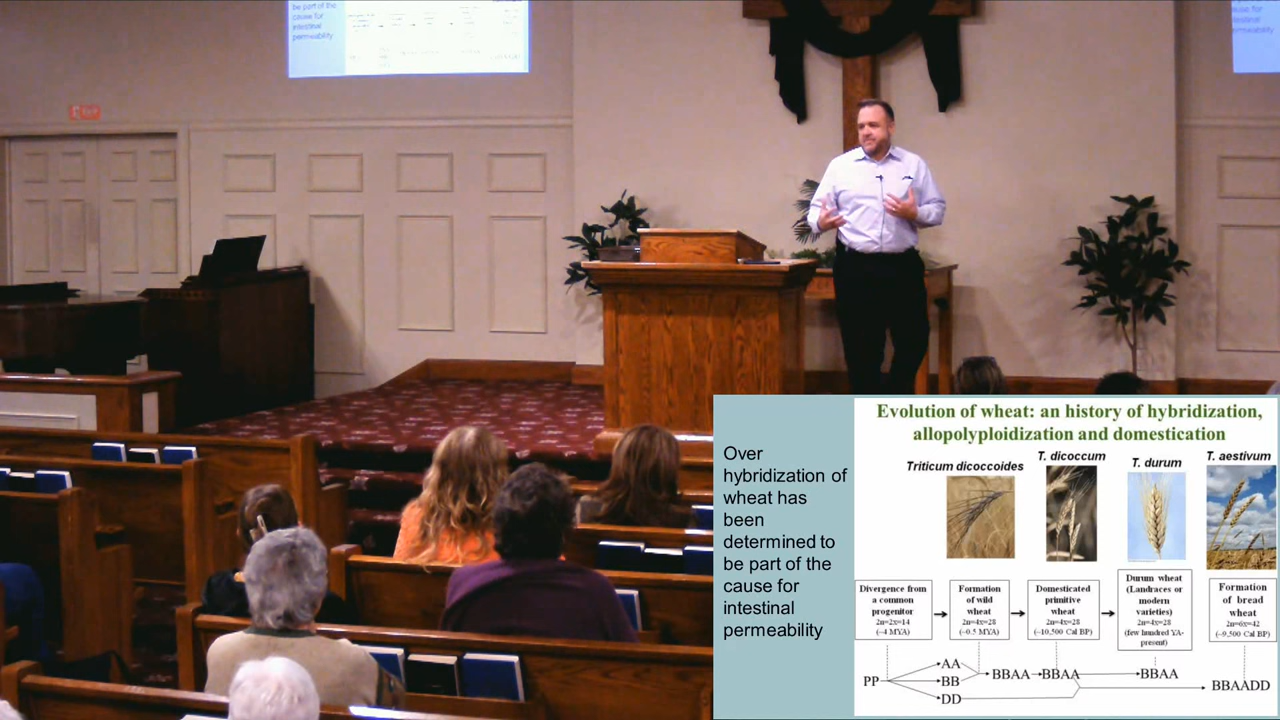 be part of the
cause for
intestinal
permeability
EXIT
cause for
permeability
Over
hybridization of
wheat has
been
determined to
be part of the
cause for
intestinal
permeability
Evolution of wheat: an history of hybridization,
allopolyploidization and domestication
Triticum dicoccoides
T. dicoccum
T. durum
T. aestivum
Divergence from
a common
progenitor
2n=2x=14
(~4 MYA)
Formation
of wild
wheat
2n=4x=28
(~0.5 MYA)
Domesticated
primitive
wheat
2n=4x=28
(~10,500 Cal BP)
Durum wheat
(Landraces or
modern
varieties)
2n=4x=28
(few hundred YA-
present)
Formation
of bread
wheat
2n=6x=42
(~9,500 Cal BP)
PP
AA
BB
DD
BBAA
BBAA
BBAA
BBAADD